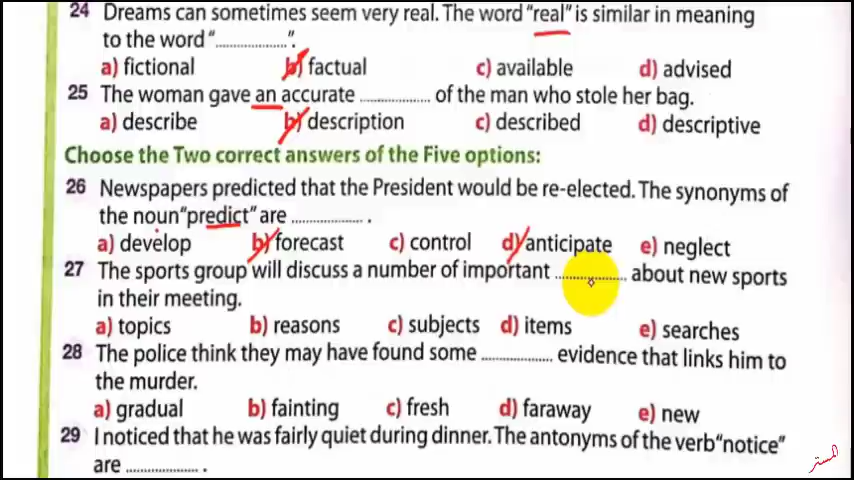 24 Dreams can sometimes seem very real. The word "real" is similar in meaning
to the word "................".
a) fictional b) factual c) available d) advised
25 The woman gave an accurate ................ of the man who stole her bag.
a) describe b) description c) described d) descriptive
Choose the Two correct answers of the Five options:
26 Newspapers predicted that the President would be re-elected. The synonyms of
the noun"predict" are ................ .
a) develop b) forecast c) control d) anticipate e) neglect
27 The sports group will discuss a number of important ................ about new sports
in their meeting.
a) topics b) reasons c) subjects d) items e) searches
28 The police think they may have found some ................ evidence that links him to
the murder.
a) gradual b) fainting c) fresh d) faraway e) new
29 I noticed that he was fairly quiet during dinner. The antonyms of the verb"notice"
are ................ .
المستر